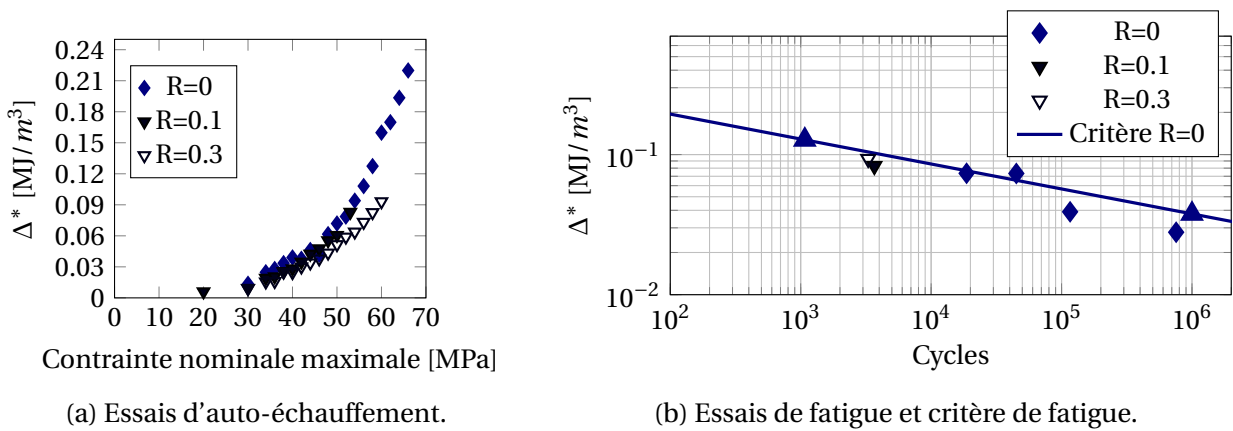 0.24
0.21
0.18
0.15
0.12
0.09
0.06
0.03
0
Δ* [MJ/m³]
R=0
R=0.1
R=0.3
0 10 20 30 40 50 60 70
Contrainte nominale maximale [MPa]
(a) Essais d'auto-échauffement.
R=0
R=0.1
R=0.3
Critère R=0
Δ* [MJ/m³]
10⁻¹
10⁻²
10² 10³ 10⁴ 10⁵ 10⁶
Cycles
(b) Essais de fatigue et critère de fatigue.